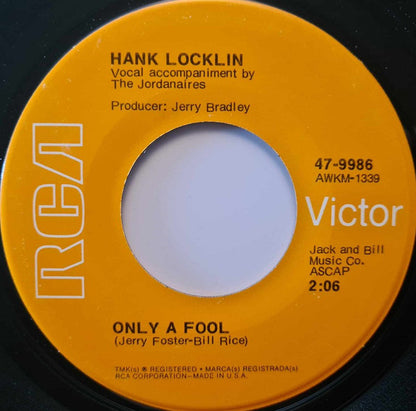 HANK LOCKLIN
Vocal accompaniment by
The Jordanaires
Producer: Jerry Bradley
RCA
47-9986
AWKM-1339
Victor
Jack and Bill
Music Co.
ASCAP
2:06
ONLY A FOOL
(Jerry Foster-Bill Rice)
TMK(s) ® REGISTERED • MARCA(s) REGISTRADA(s)
RCA CORPORATION–MADE IN U.S.A.